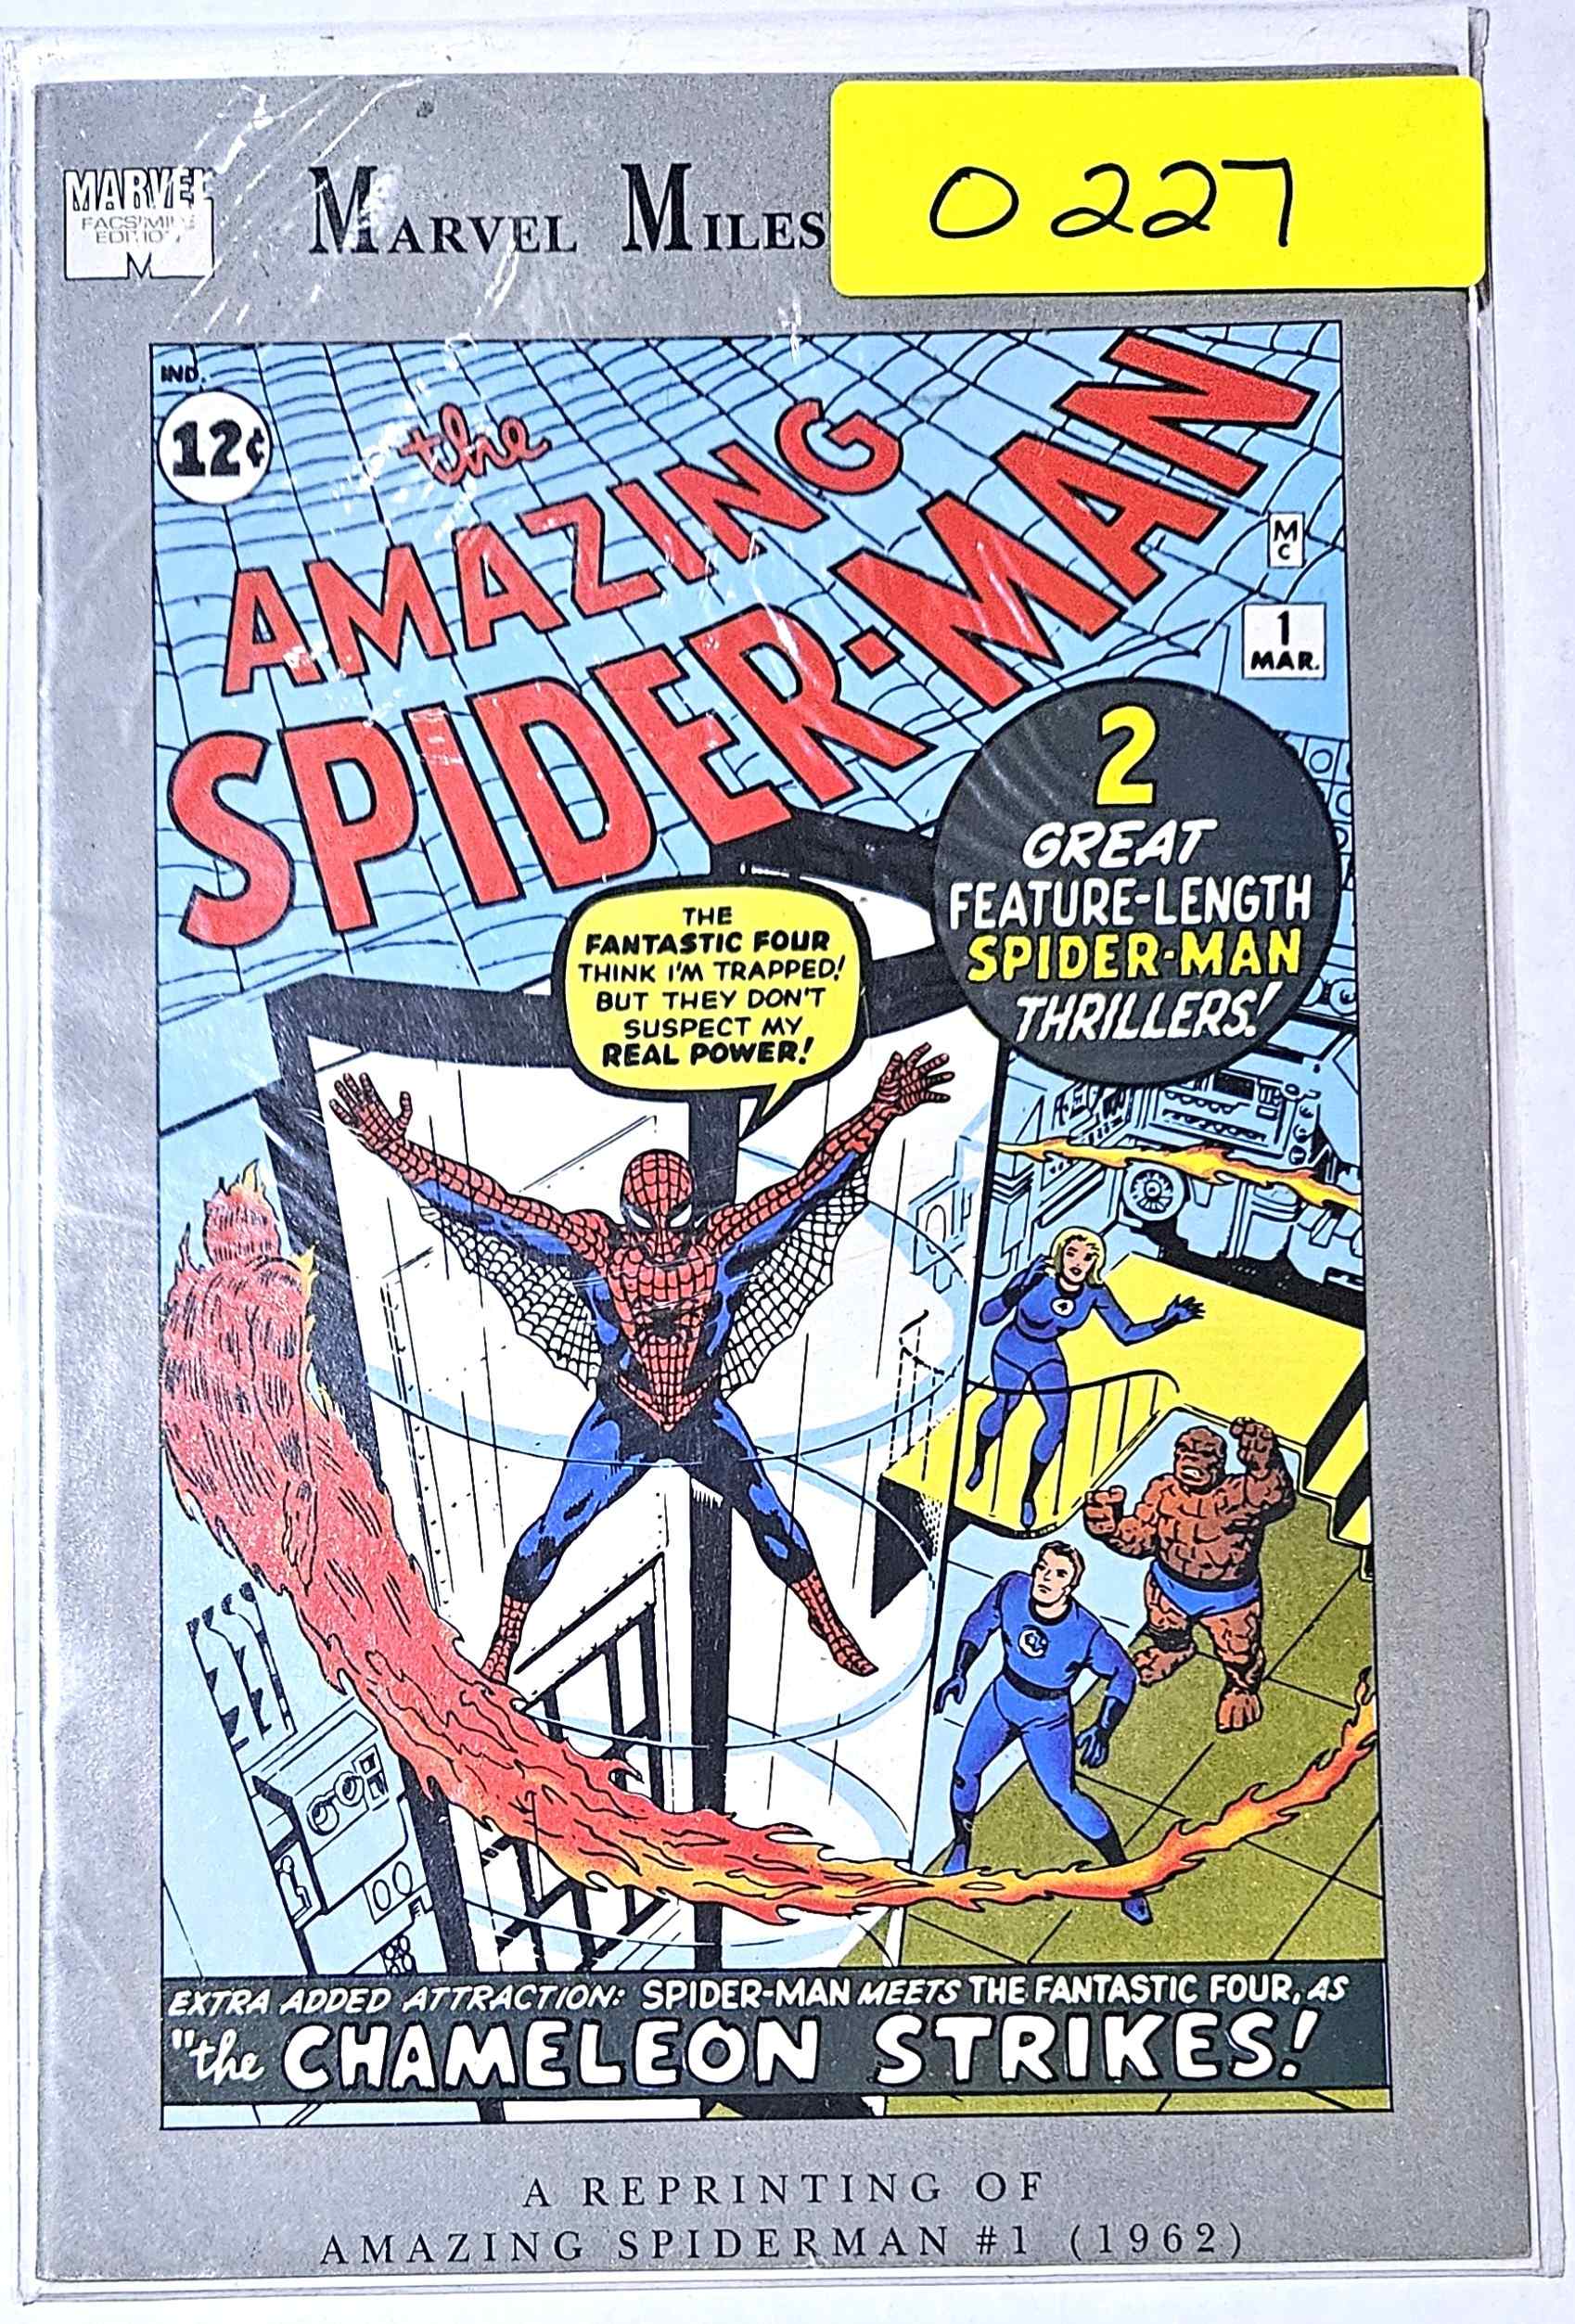 0227
MARVEL
FACSIMILE
EDITION
M
MARVEL MILES
IND.
12¢
the
AMAZING
SPIDER-MAN
M
C
1
MAR.
2
GREAT
FEATURE-LENGTH
SPIDER-MAN
THRILLERS!
THE
FANTASTIC FOUR
THINK I'M TRAPPED!
BUT THEY DON'T
SUSPECT MY
REAL POWER!
4
EXTRA ADDED ATTRACTION: SPIDER-MAN MEETS THE FANTASTIC FOUR, AS
"the CHAMELEON STRIKES!
A REPRINTING OF
AMAZING SPIDERMAN #1 (1962)